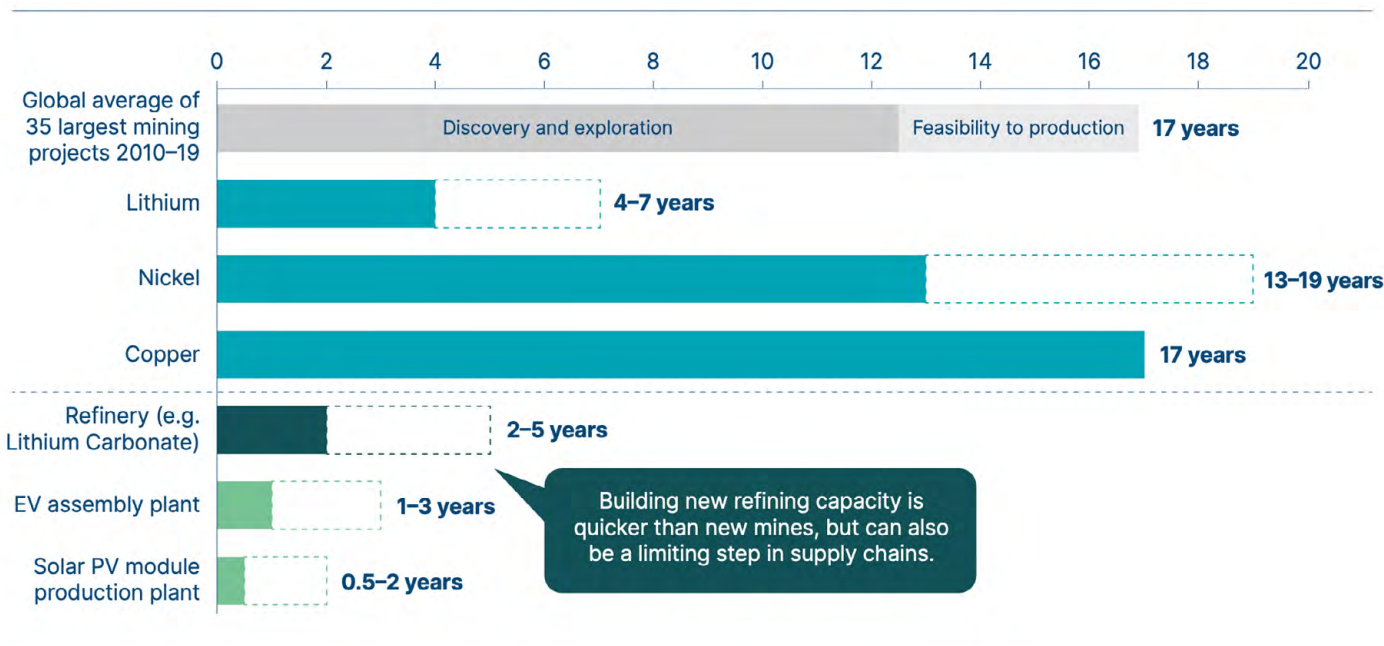 0 2 4 6 8 10 12 14 16 18 20
Global average of
35 largest mining
projects 2010–19
Discovery and exploration
Feasibility to production
17 years
Lithium
4–7 years
Nickel
13–19 years
Copper
17 years
Refinery (e.g.
Lithium Carbonate)
2–5 years
EV assembly plant
1–3 years
Building new refining capacity is
quicker than new mines, but can also
be a limiting step in supply chains.
Solar PV module
production plant
0.5–2 years